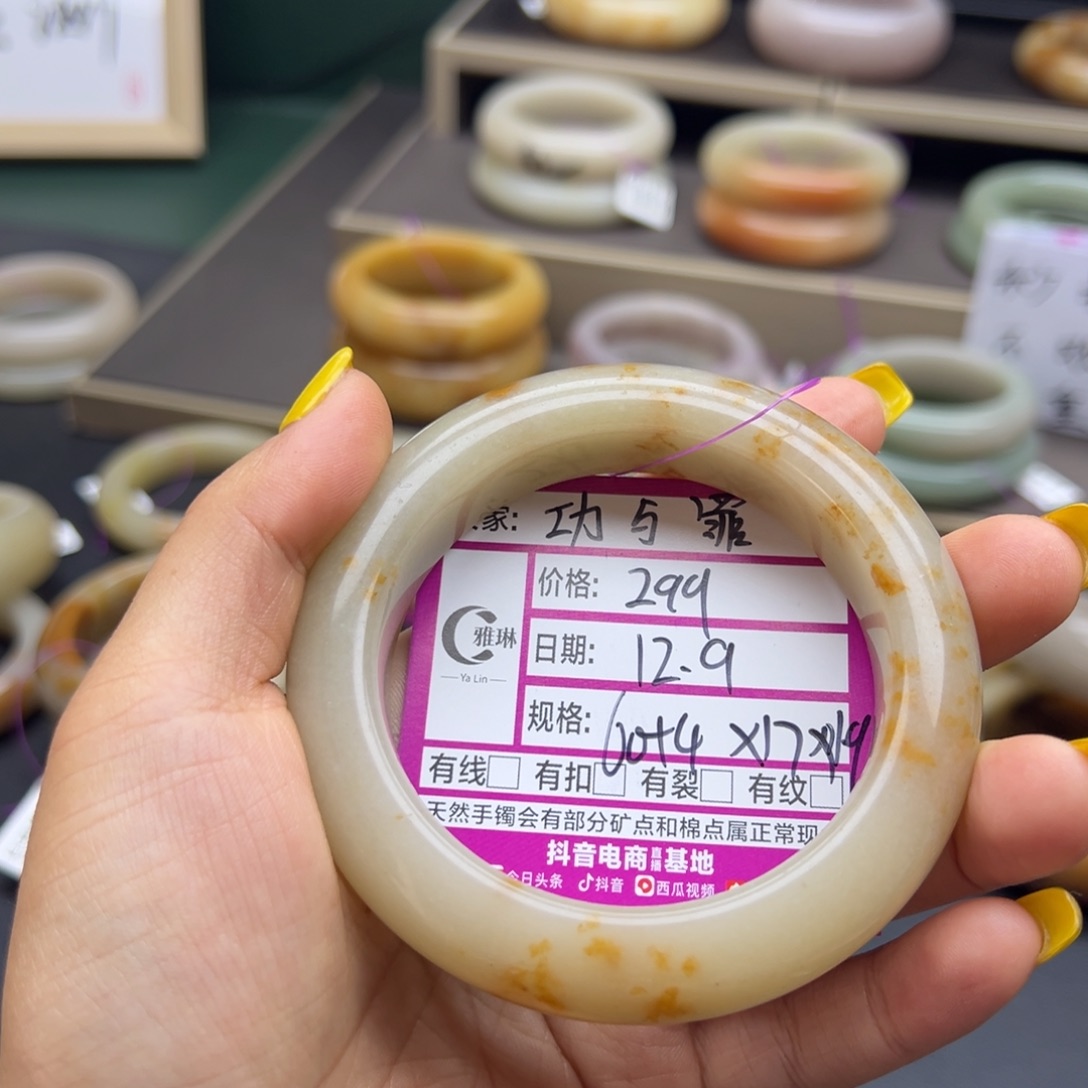 家: 功与罪
价格: 299
雅琳
Ya Lin
日期: 12.9
规格: 60+4 X17X19
有线 有扣 有裂 有纹
天然手镯会有部分矿点和棉点属正常现
抖音电商直播基地
今日头条 抖音 西瓜视频